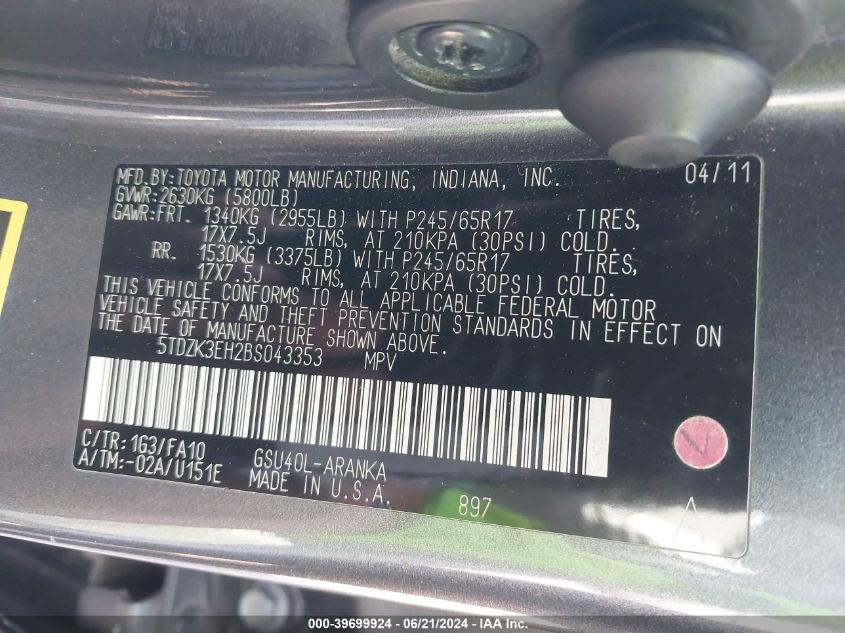 MFD.BY:TOYOTA MOTOR MANUFACTURING, INDIANA, INC. 04/11
GVWR:2630KG (5800LB)
GAWR:FRT. 1340KG (2955LB) WITH P245/65R17 TIRES,
17X7.5J RIMS, AT 210KPA (30PSI) COLD.
RR. 1530KG (3375LB) WITH P245/65R17 TIRES,
17X7.5J RIMS, AT 210KPA (30PSI) COLD.
THIS VEHICLE CONFORMS TO ALL APPLICABLE FEDERAL MOTOR
VEHICLE SAFETY AND THEFT PREVENTION STANDARDS IN EFFECT ON
THE DATE OF MANUFACTURE SHOWN ABOVE.
5TDZK3EH2BS043353 MPV
C/TR:1G3/FA10 GSU40L-ARANKA
A/TM:-02A/U151E MADE IN U.S.A. 897
A
000-39699924 - 06/21/2024 - IAAI.com